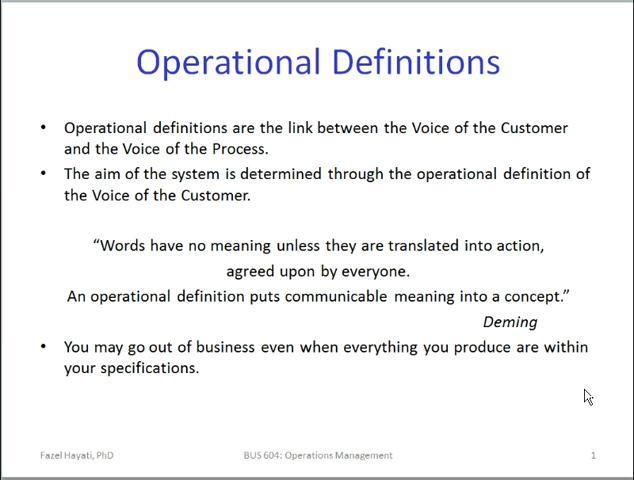 Operational Definitions
• Operational definitions are the link between the Voice of the Customer
and the Voice of the Process.
• The aim of the system is determined through the operational definition of
the Voice of the Customer.
“Words have no meaning unless they are translated into action,
agreed upon by everyone.
An operational definition puts communicable meaning into a concept.”
Deming
• You may go out of business even when everything you produce are within
your specifications.
Fazel Hayati, PhD BUS 604: Operations Management 1